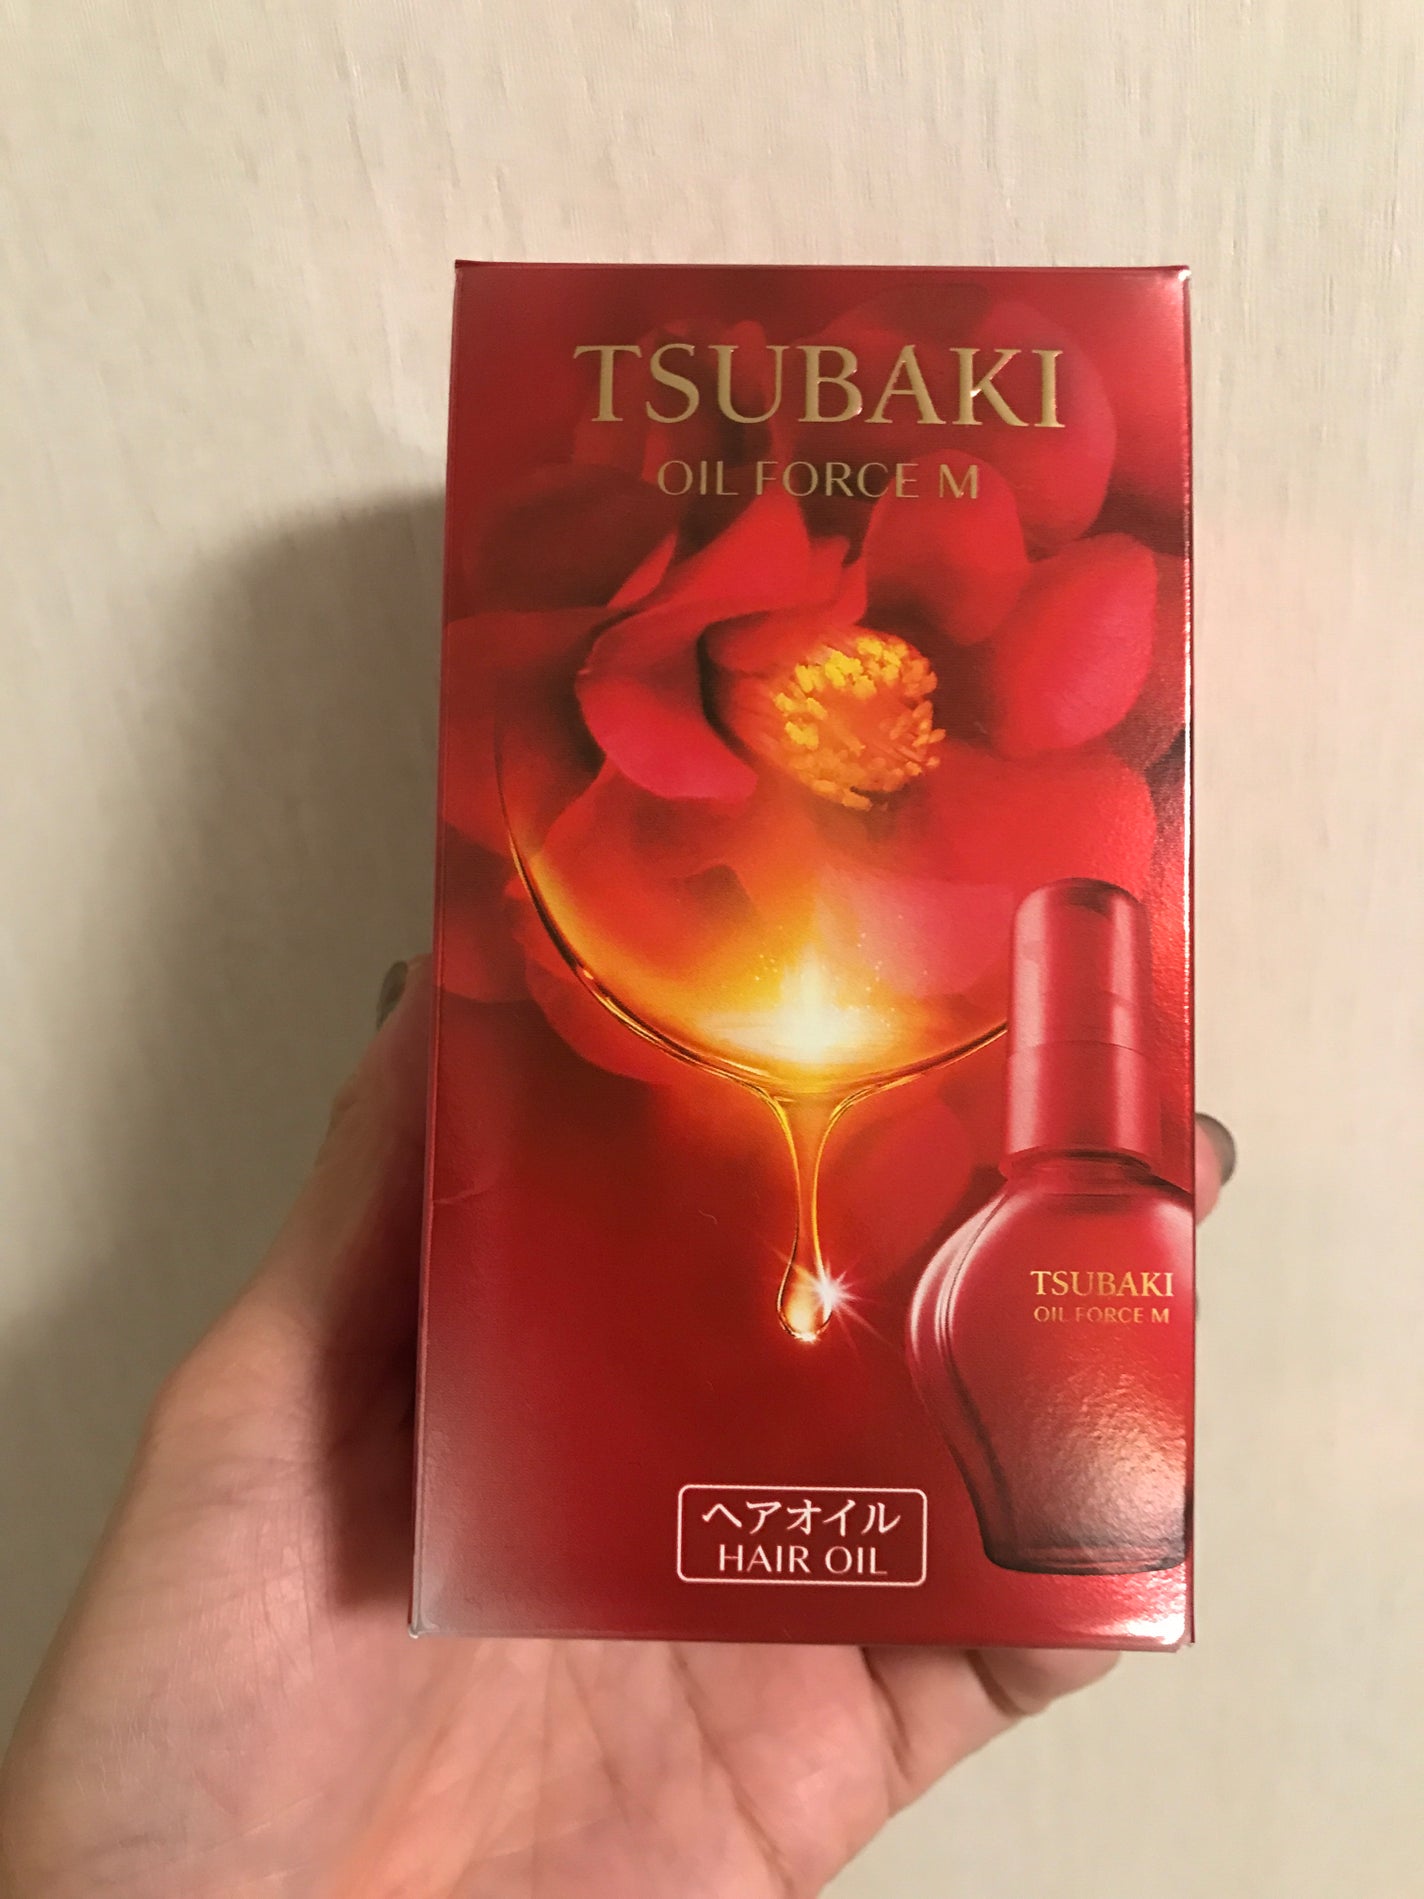 TSUBAKI
OIL FORCE M
TSUBAKI
OIL FORCE M
ヘアオイル
HAIR OIL